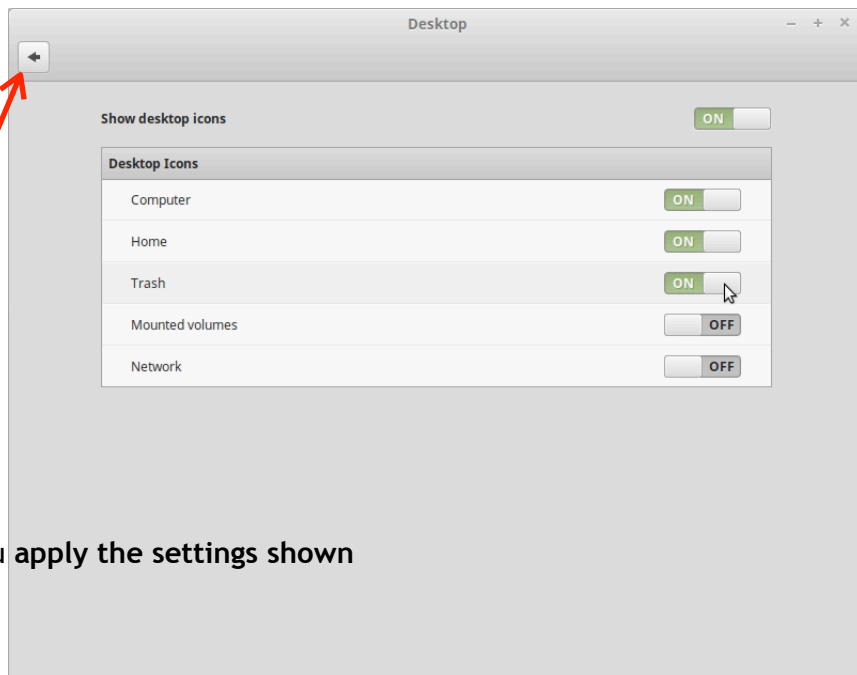 Desktop
Show desktop icons ON
Desktop Icons
Computer ON
Home ON
Trash ON
Mounted volumes OFF
Network OFF
apply the settings shown